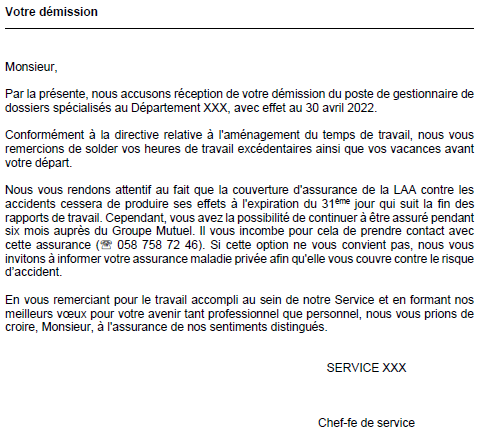 Votre démission
Monsieur,
Par la présente, nous accusons réception de votre démission du poste de gestionnaire de
dossiers spécialisés au Département XXX, avec effet au 30 avril 2022.
Conformément à la directive relative à l'aménagement du temps de travail, nous vous
remercions de solder vos heures de travail excédentaires ainsi que vos vacances avant
votre départ.
Nous vous rendons attentif au fait que la couverture d'assurance de la LAA contre les
accidents cessera de produire ses effets à l'expiration du 31ème jour qui suit la fin des
rapports de travail. Cependant, vous avez la possibilité de continuer à être assuré pendant
six mois auprès du Groupe Mutuel. Il vous incombe pour cela de prendre contact avec
cette assurance (☏ 058 758 72 46). Si cette option ne vous convient pas, nous vous
invitons à informer votre assurance maladie privée afin qu'elle vous couvre contre le risque
d'accident.
En vous remerciant pour le travail accompli au sein de notre Service et en formant nos
meilleurs vœux pour votre avenir tant professionnel que personnel, nous vous prions de
croire, Monsieur, à l'assurance de nos sentiments distingués.
SERVICE XXX
Chef-fe de service